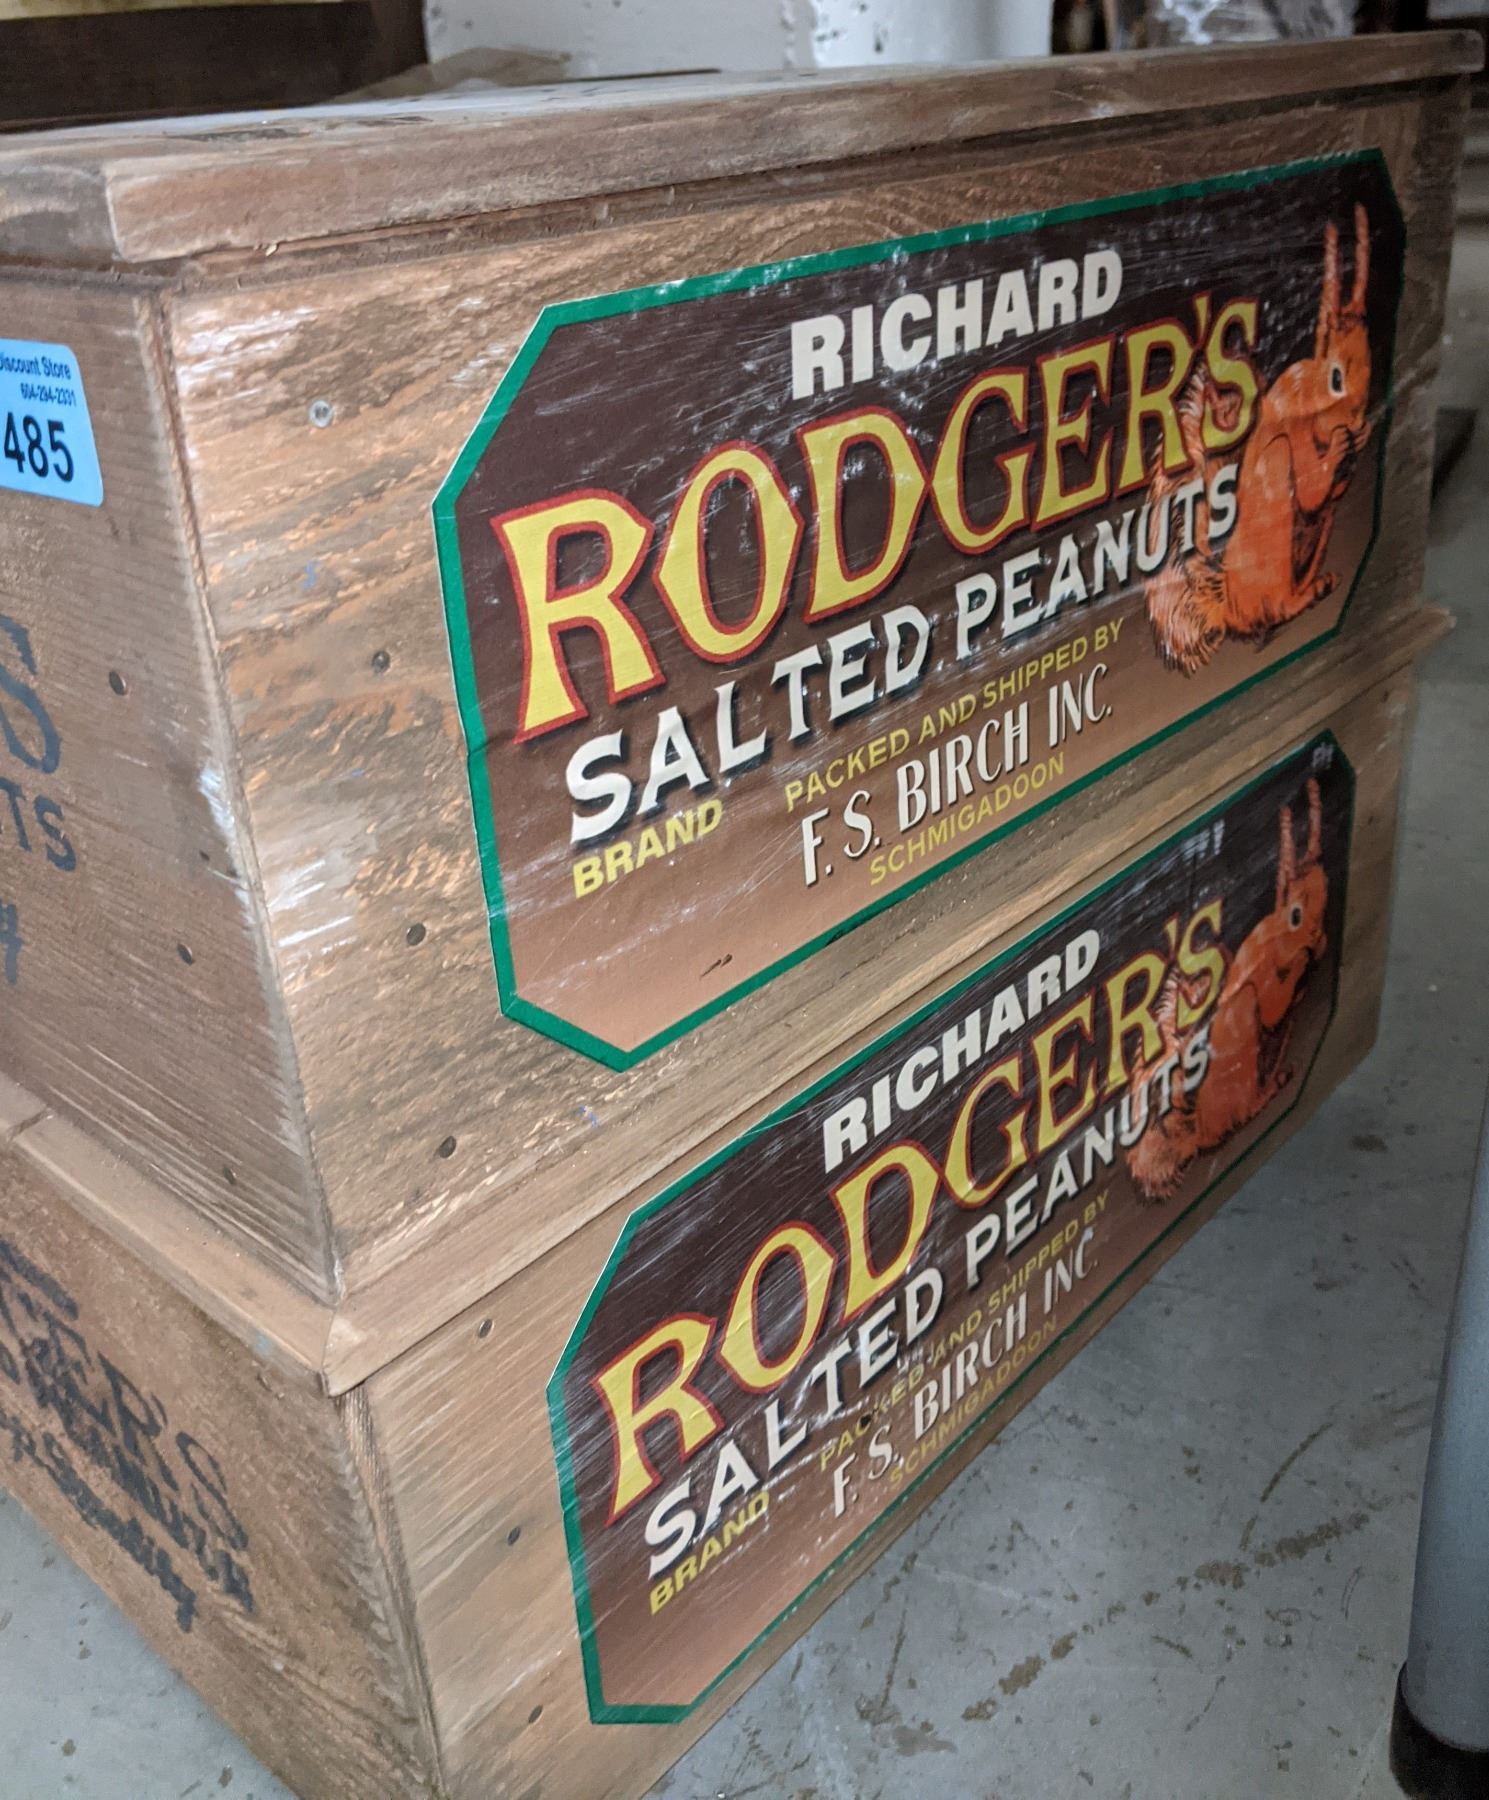 Discount Store
604-294-2331
485
S
TS
RICHARD
RODGER'S
SALTED PEANUTS
BRAND
PACKED AND SHIPPED BY
F. S. BIRCH INC.
SCHMIGADOON
RICHARD
RODGER'S
SALTED PEANUTS
BRAND
PACKED AND SHIPPED BY
F. S. BIRCH INC.
SCHMIGADOON